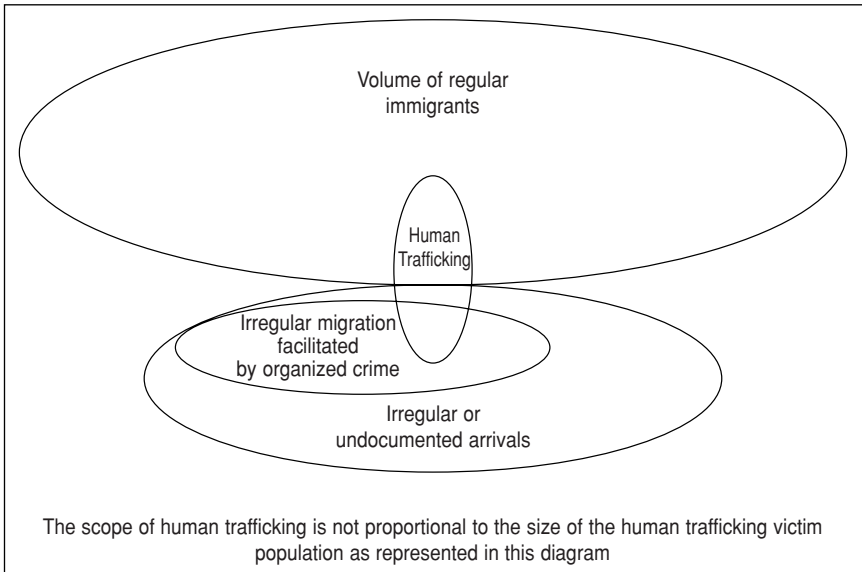 Volume of regular
immigrants
Human
Trafficking
Irregular migration
facilitated
by organized crime
Irregular or
undocumented arrivals
The scope of human trafficking is not proportional to the size of the human trafficking victim
population as represented in this diagram